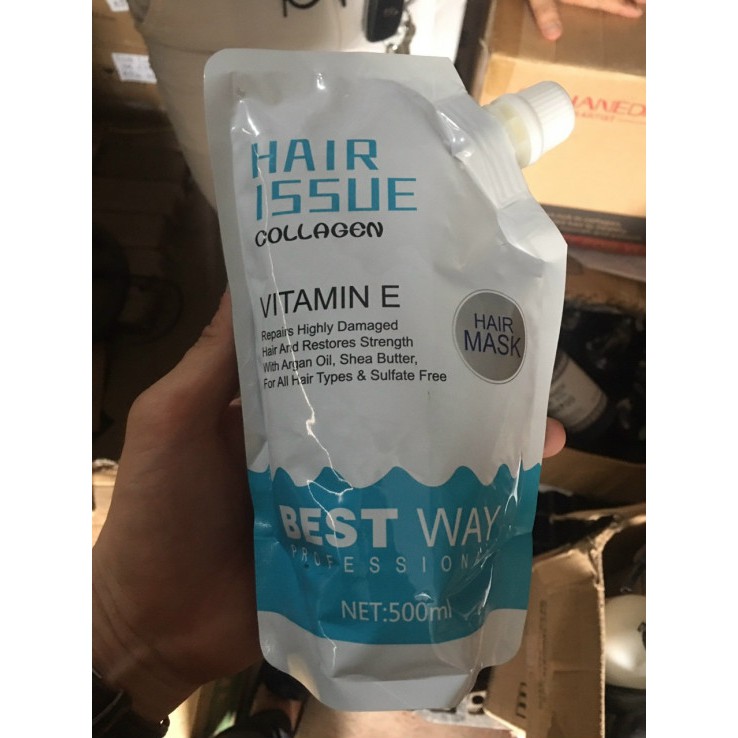 HAIR
ISSUE
COLLAGEN
VITAMIN E
Repairs Highly Damaged
Hair And Restores Strength
With Argan Oil, Shea Butter,
For All Hair Types & Sulfate Free
HAIR
MASK
BEST WAY
PROFESSIONAL
NET:500ml